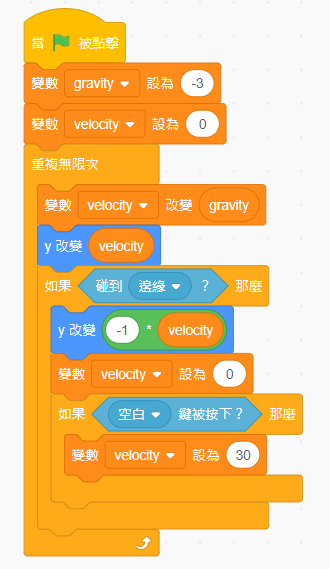 當 被點擊
變數 gravity 設為 -3
變數 velocity 設為 0
重複無限次
變數 velocity 改變 gravity
y 改變 velocity
如果 碰到 邊緣 ? 那麼
y 改變 -1 * velocity
變數 velocity 設為 0
如果 空白 鍵被按下? 那麼
變數 velocity 設為 30